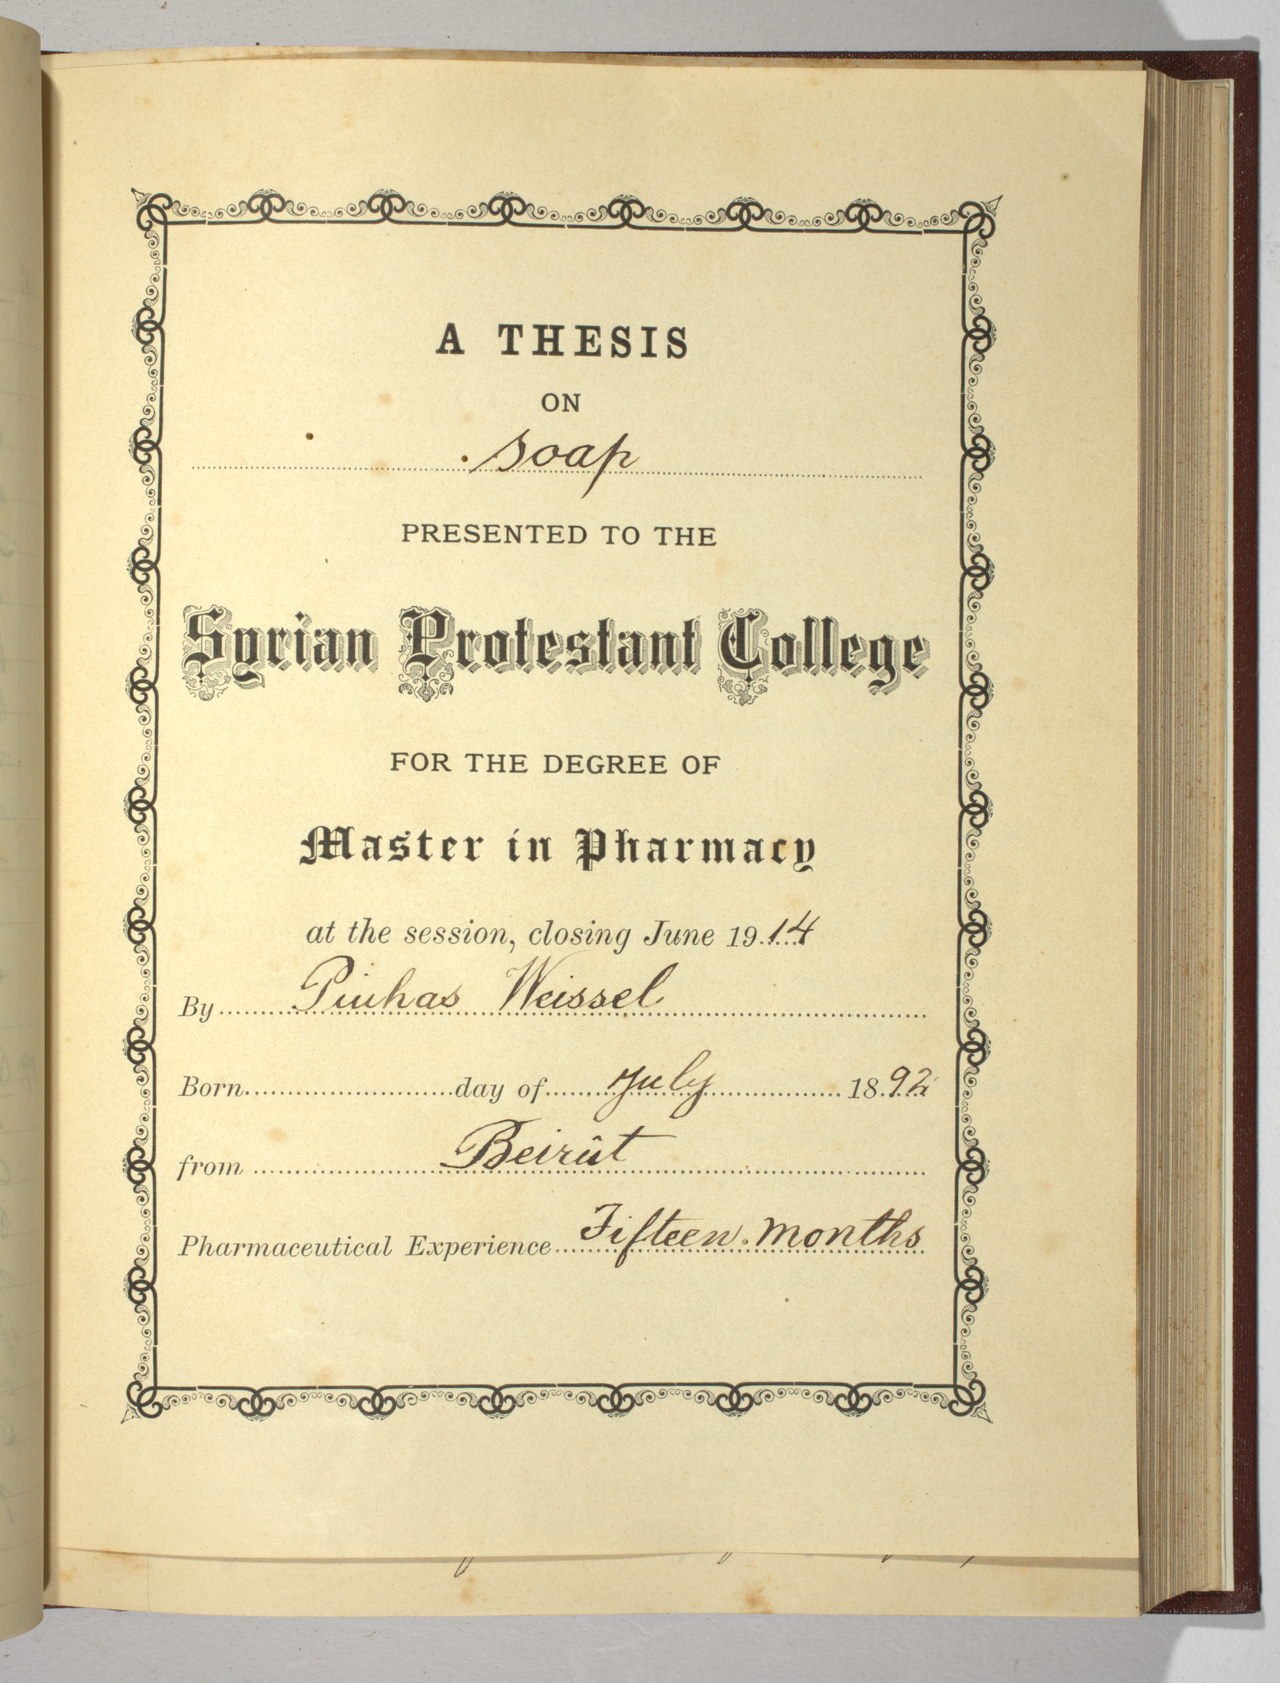 A THESIS
ON
soap
PRESENTED TO THE
Syrian Protestant College
FOR THE DEGREE OF
Master in Pharmacy
at the session, closing June 1914
By Pinhas Weissel
Born day of July 1892
from Beirût
Pharmaceutical Experience Fifteen months